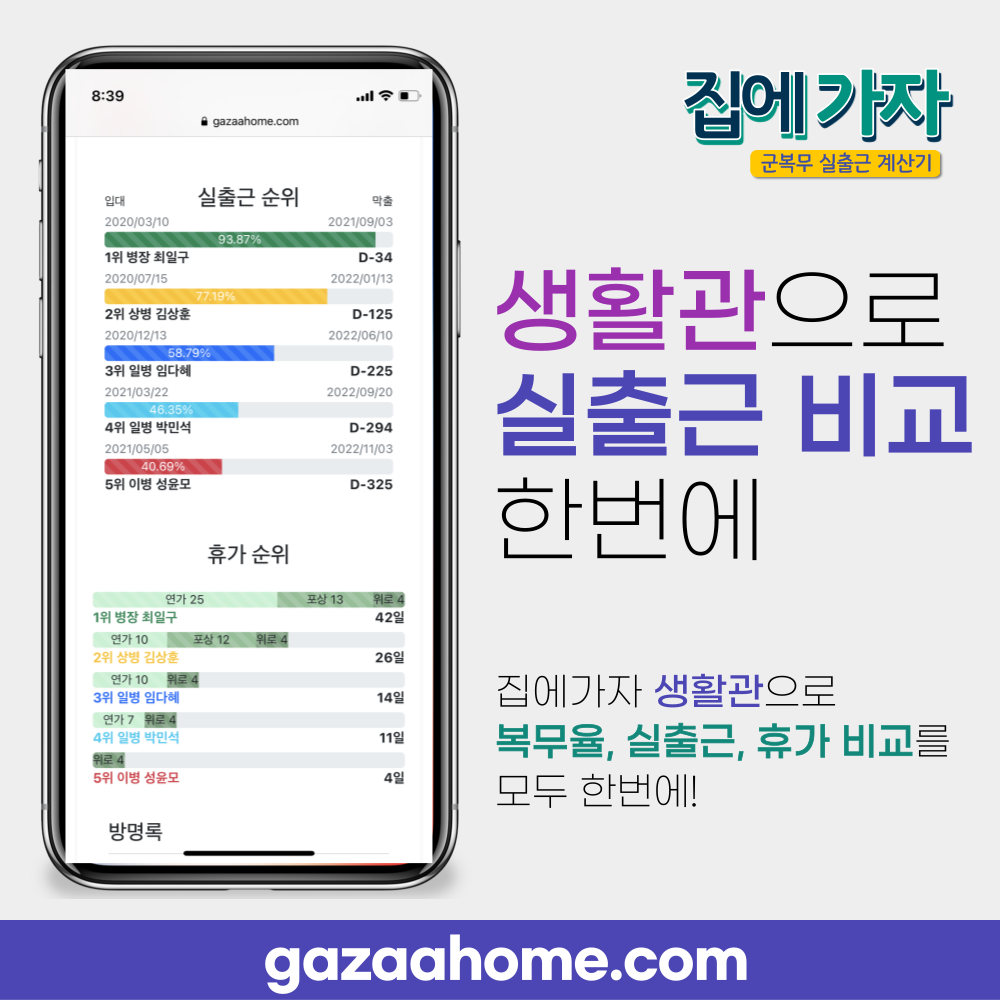 8:39
gazaahome.com
입대 실출근 순위 막출
2020/03/10 2021/09/03
93.87%
1위 병장 최일구 D-34
2020/07/15 2022/01/13
77.19%
2위 상병 김상훈 D-125
2020/12/13 2022/06/10
58.79%
3위 일병 임다혜 D-225
2021/03/22 2022/09/20
46.35%
4위 일병 박민석 D-294
2021/05/05 2022/11/03
40.69%
5위 이병 성윤모 D-325
휴가 순위
연가 25 포상 13 위로 4
1위 병장 최일구 42일
연가 10 포상 12 위로 4
2위 상병 김상훈 26일
연가 10 위로 4
3위 일병 임다혜 14일
연가 7 위로 4
4위 일병 박민석 11일
위로 4
5위 이병 성윤모 4일
방명록
집에 가자
군복무 실출근 계산기
생활관으로
실출근 비교
한번에
집에가자 생활관으로
복무율, 실출근, 휴가 비교를
모두 한번에!
gazaahome.com